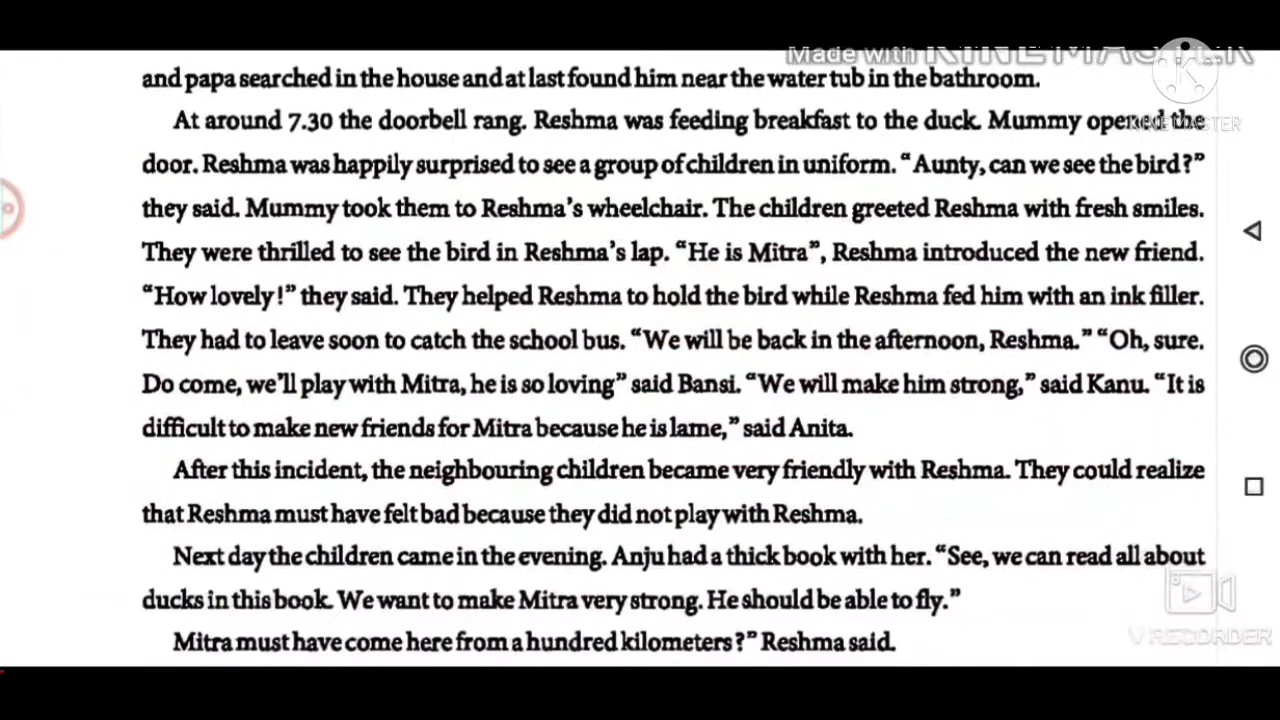 Made with KINEMASTER
KINEMASTER
and papa searched in the house and at last found him near the water tub in the bathroom.
At around 7.30 the doorbell rang. Reshma was feeding breakfast to the duck. Mummy opened the
door. Reshma was happily surprised to see a group of children in uniform. “Aunty, can we see the bird?”
they said. Mummy took them to Reshma’s wheelchair. The children greeted Reshma with fresh smiles.
They were thrilled to see the bird in Reshma’s lap. “He is Mitra”, Reshma introduced the new friend.
“How lovely!” they said. They helped Reshma to hold the bird while Reshma fed him with an ink filler.
They had to leave soon to catch the school bus. “We will be back in the afternoon, Reshma.” “Oh, sure.
Do come, we’ll play with Mitra, he is so loving” said Bansi. “We will make him strong,” said Kanu. “It is
difficult to make new friends for Mitra because he is lame,” said Anita.
After this incident, the neighbouring children became very friendly with Reshma. They could realize
that Reshma must have felt bad because they did not play with Reshma.
Next day the children came in the evening. Anju had a thick book with her. “See, we can read all about
ducks in this book. We want to make Mitra very strong. He should be able to fly.”
Mitra must have come here from a hundred kilometers?” Reshma said.
V RECORDER